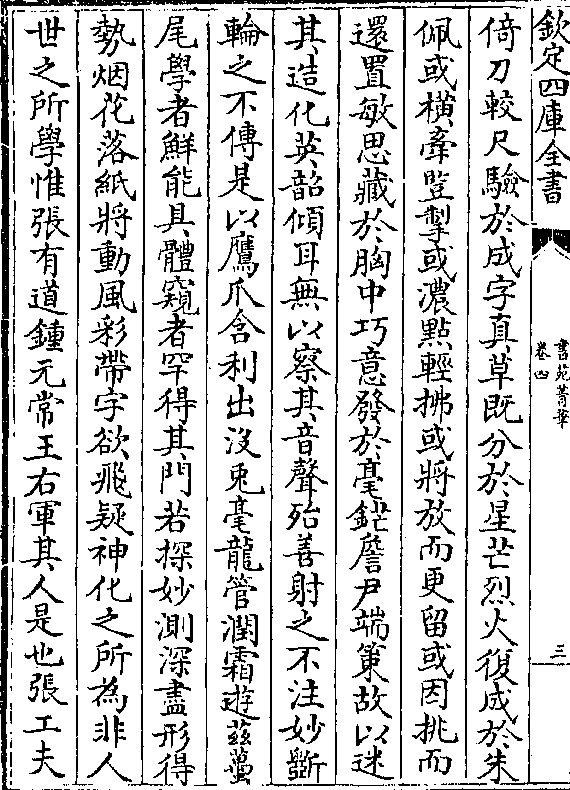 欽定四庫全書
書苑菁華
卷四
三
倚刀較尺驗於成字真草既分於星芒烈火復成於朱
佩或横牽竪掣或濃點輕拂或將放而更留或因挑而
還置敏思藏於胸中巧意發於毫鋩詹尹端策故以迷
其造化英韶傾耳無以察其音聲殆善射之不注妙斵
輪之不傳是以鷹爪含利出没兎毫龍管潤霜遊茲蠆
尾學者鮮能具體窺者罕得其門若探妙測深盡形得
勢烟花落紙將動風彩帶字欲飛疑神化之所為非人
世之所學惟張有道鍾元常王右軍其人是也張工夫